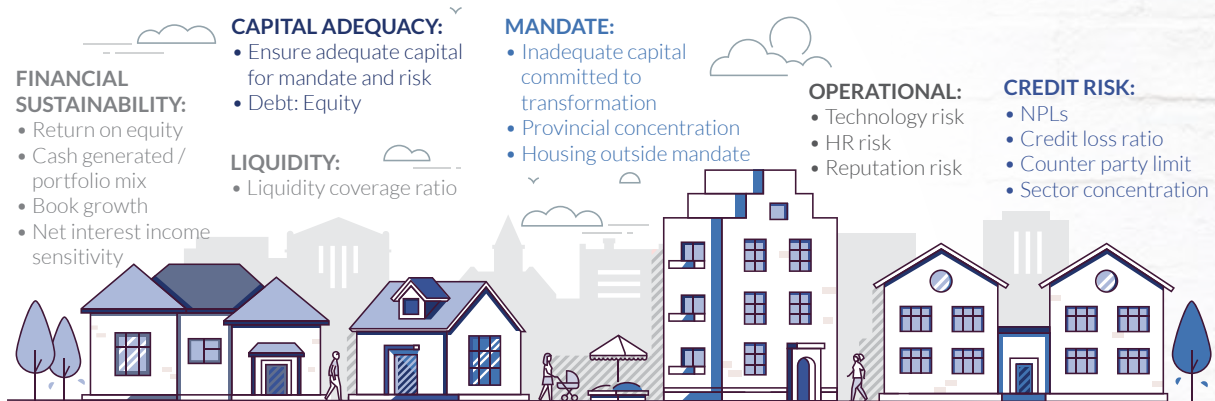 FINANCIAL
SUSTAINABILITY:
• Return on equity
• Cash generated /
portfolio mix
• Book growth
• Net interest income
sensitivity
CAPITAL ADEQUACY:
• Ensure adequate capital
for mandate and risk
• Debt: Equity
LIQUIDITY:
• Liquidity coverage ratio
MANDATE:
• Inadequate capital
committed to
transformation
• Provincial concentration
• Housing outside mandate
OPERATIONAL:
• Technology risk
• HR risk
• Reputation risk
CREDIT RISK:
• NPLs
• Credit loss ratio
• Counter party limit
• Sector concentration